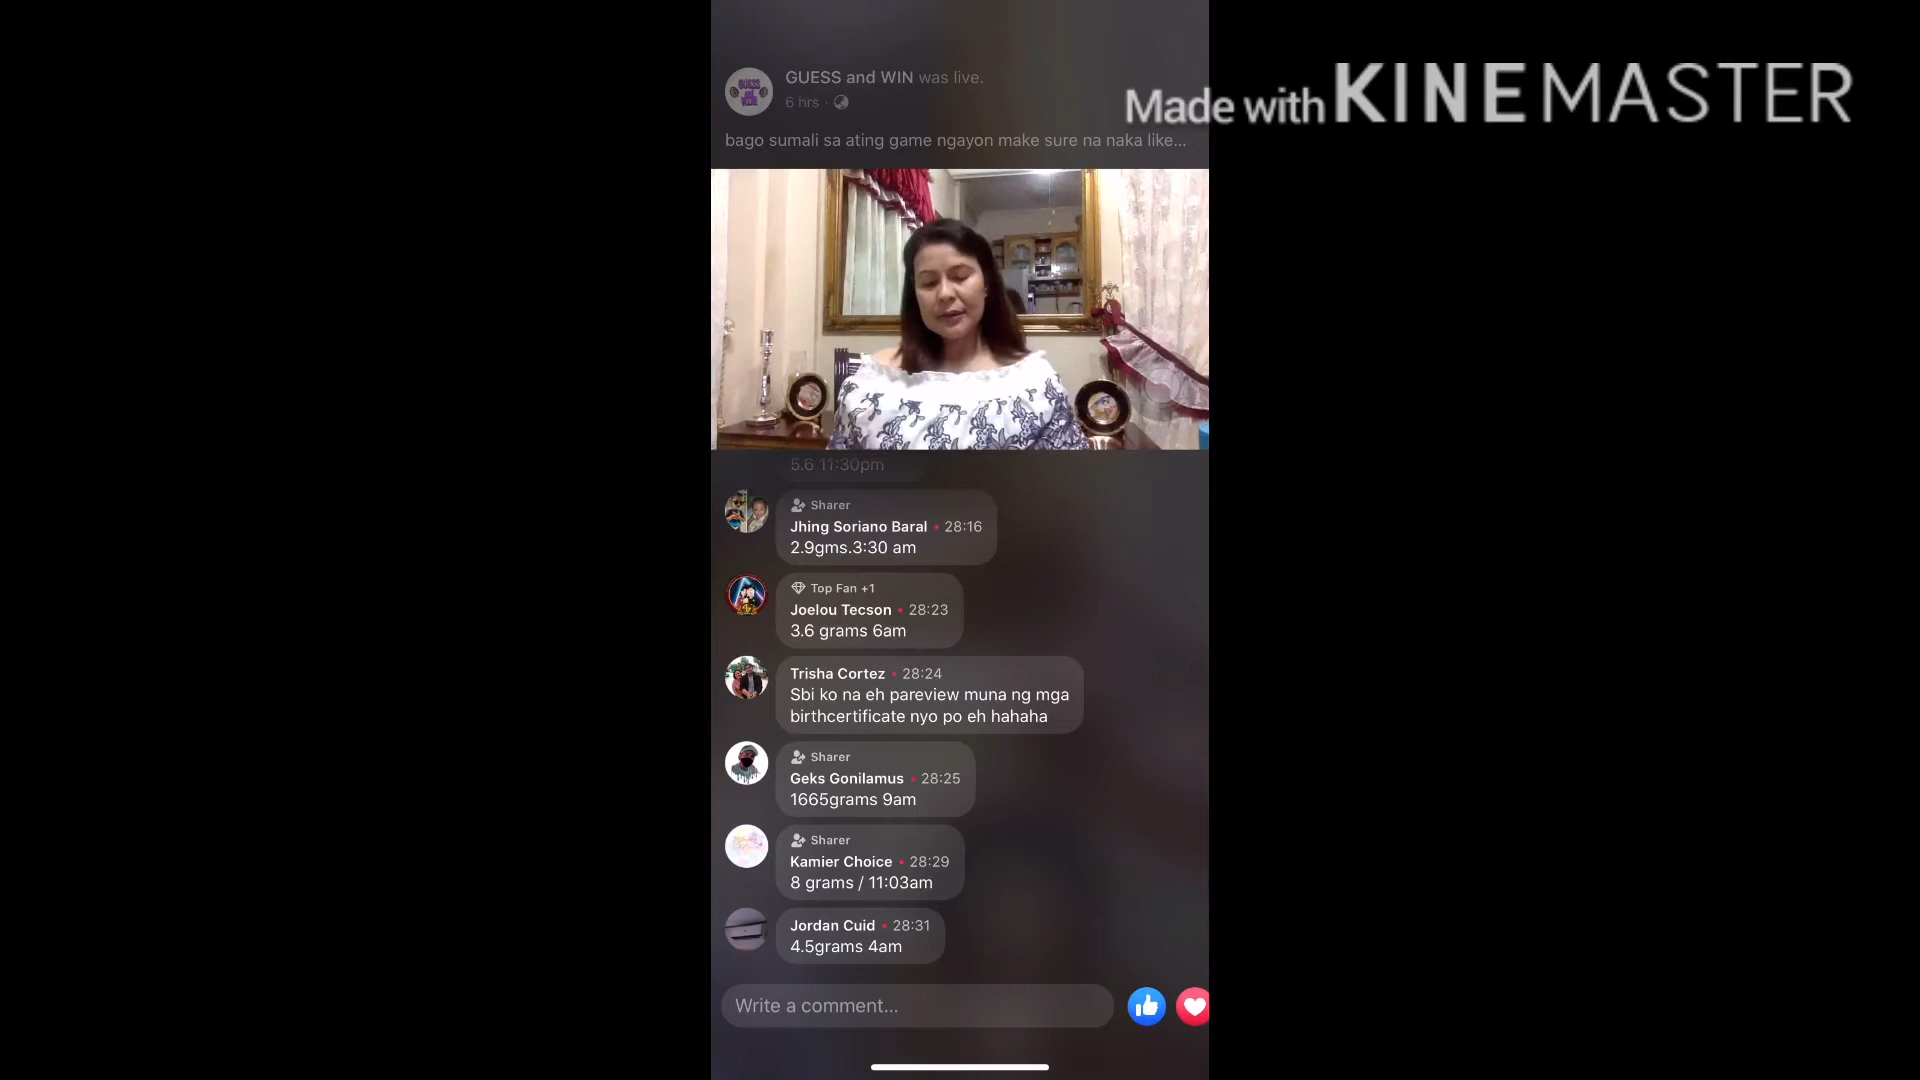 GUESS and WIN was live.
6 hrs ·
Made with KINEMASTER
bago sumali sa ating game ngayon make sure na naka like...
5.6 11:30pm
Sharer
Jhing Soriano Baral • 28:16
2.9gms.3:30 am
Top Fan +1
Joelou Tecson • 28:23
3.6 grams 6am
Trisha Cortez • 28:24
Sbi ko na eh pareview muna ng mga
birthcertificate nyo po eh hahaha
Sharer
Geks Gonilamus • 28:25
1665grams 9am
Sharer
Kamier Choice • 28:29
8 grams / 11:03am
Jordan Cuid • 28:31
4.5grams 4am
Write a comment...